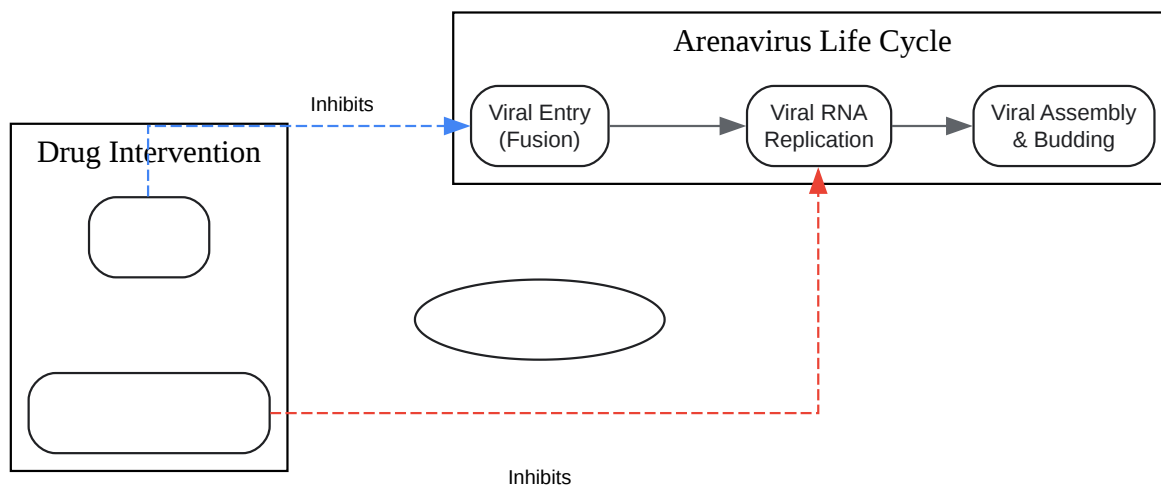 Arenavirus Life Cycle
Inhibits
Viral Entry
(Fusion)
Viral RNA
Replication
Viral Assembly
& Budding
Drug Intervention
Inhibits